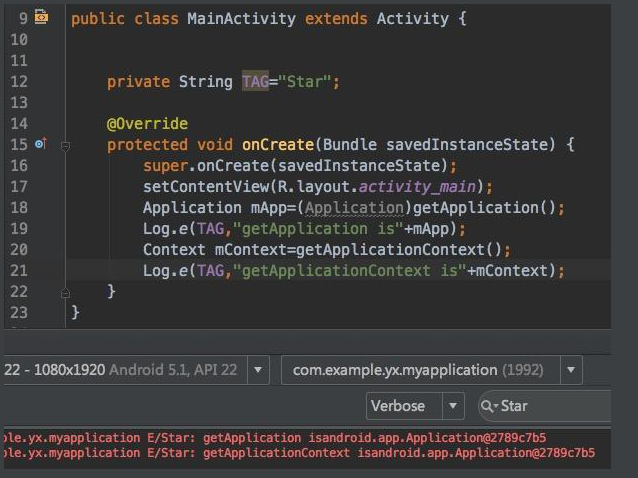 9 public class MainActivity extends Activity {
10
11
12 private String TAG="Star";
13
14 @Override
15 protected void onCreate(Bundle savedInstanceState) {
16 super.onCreate(savedInstanceState);
17 setContentView(R.layout.activity_main);
18 Application mApp=(Application)getApplication();
19 Log.e(TAG,"getApplication is"+mApp);
20 Context mContext=getApplicationContext();
21 Log.e(TAG,"getApplicationContext is"+mContext);
22 }
23 }
22 - 1080x1920 Android 5.1, API 22 com.example.yx.myapplication (1992)
Verbose Star
ple.yx.myapplication E/Star: getApplication isandroid.app.Application@2789c7b5
ple.yx.myapplication E/Star: getApplicationContext isandroid.app.Application@2789c7b5